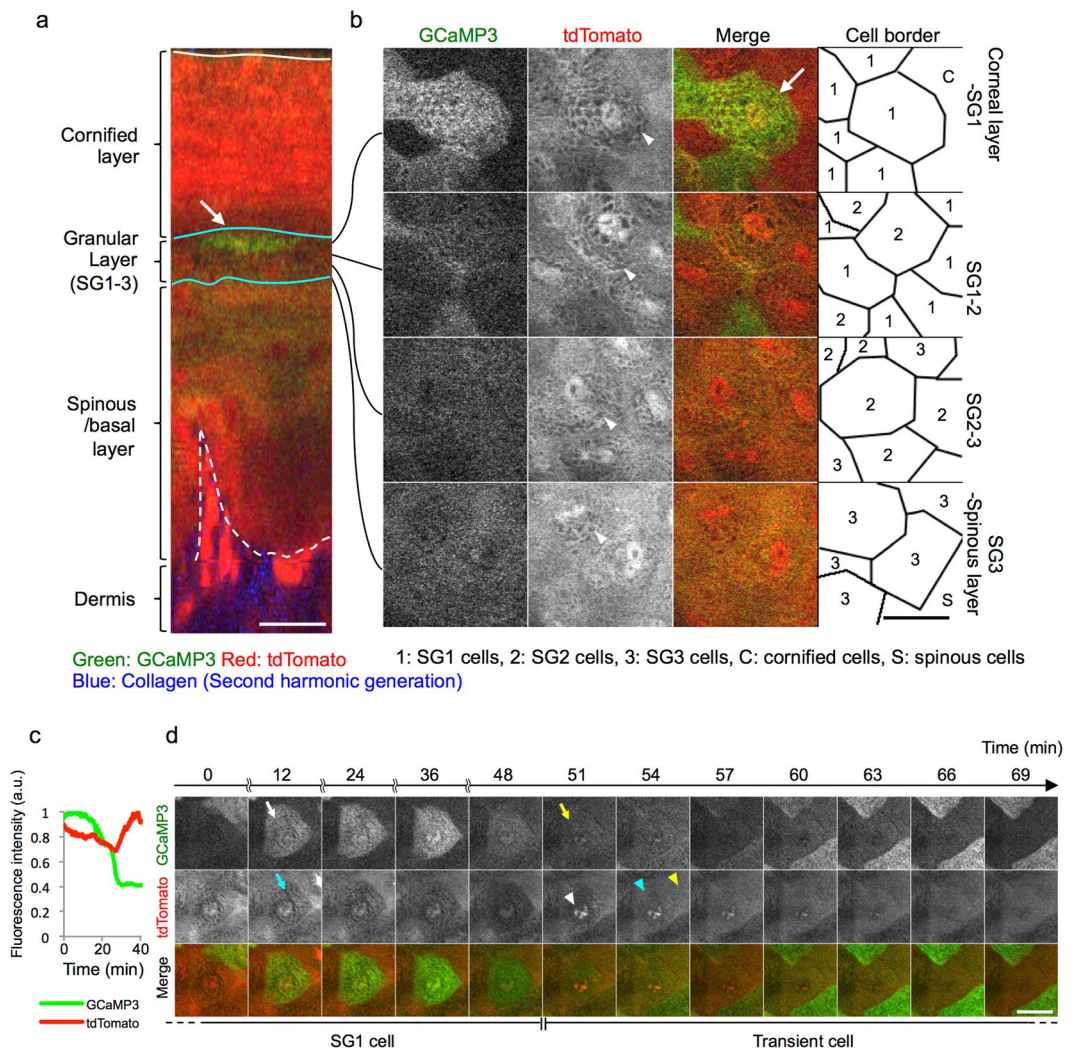 a
Cornified
layer
Granular
Layer
(SG1-3)
Spinous
/basal
layer
Dermis
Green: GCaMP3 Red: tdTomato
Blue: Collagen (Second harmonic generation)
b
GCaMP3 tdTomato Merge Cell border
1 C 1 1 1 1 1
Corneal layer
-SG1
2 1 1 2 1 1 2 1 1
SG1-2
2 2 3 2 2 3 2
SG2-3
3 3 3 3 3 S
SG3
-Spinous layer
1: SG1 cells, 2: SG2 cells, 3: SG3 cells, C: cornified cells, S: spinous cells
c
Fluorescence intensity (a.u.)
1
0.8
0.6
0.4
0.2
0
0 20 40
Time (min)
GCaMP3
tdTomato
d
Time (min)
0 12 24 36 48 51 54 57 60 63 66 69
GCaMP3
tdTomato
Merge
SG1 cell Transient cell